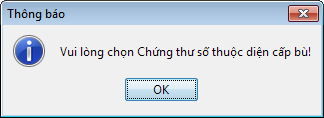 Thông báo
Vui lòng chọn Chứng thư số thuộc diện cấp bù!
OK